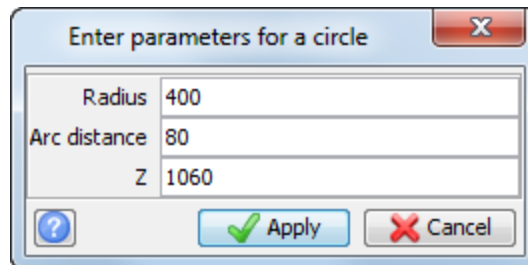 Enter parameters for a circle
Radius 400
Arc distance 80
Z 1060
Apply Cancel